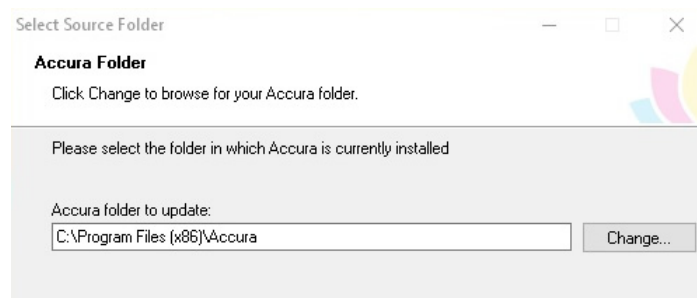 Select Source Folder
Accura Folder
Click Change to browse for your Accura folder.
Please select the folder in which Accura is currently installed
Accura folder to update:
C:\Program Files (x86)\Accura
Change...